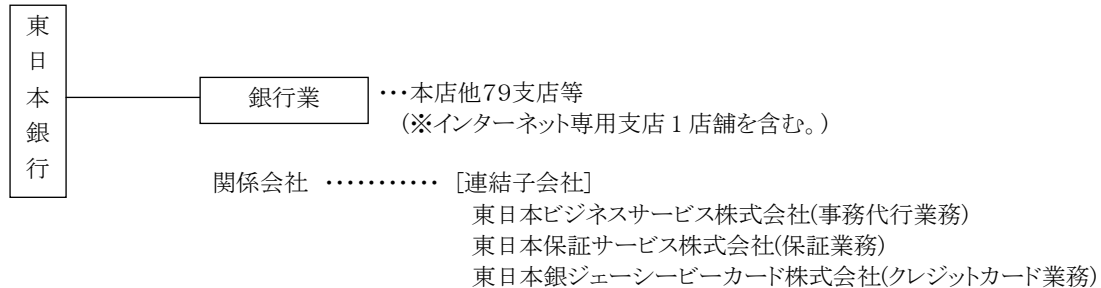 東日本銀行
銀行業 ・・・本店他79支店等
(※インターネット専用支店1店舗を含む。)
関係会社 ・・・・・・・・・・・ [連結子会社]
東日本ビジネスサービス株式会社(事務代行業務)
東日本保証サービス株式会社(保証業務)
東日本銀ジェーシービーカード株式会社(クレジットカード業務)